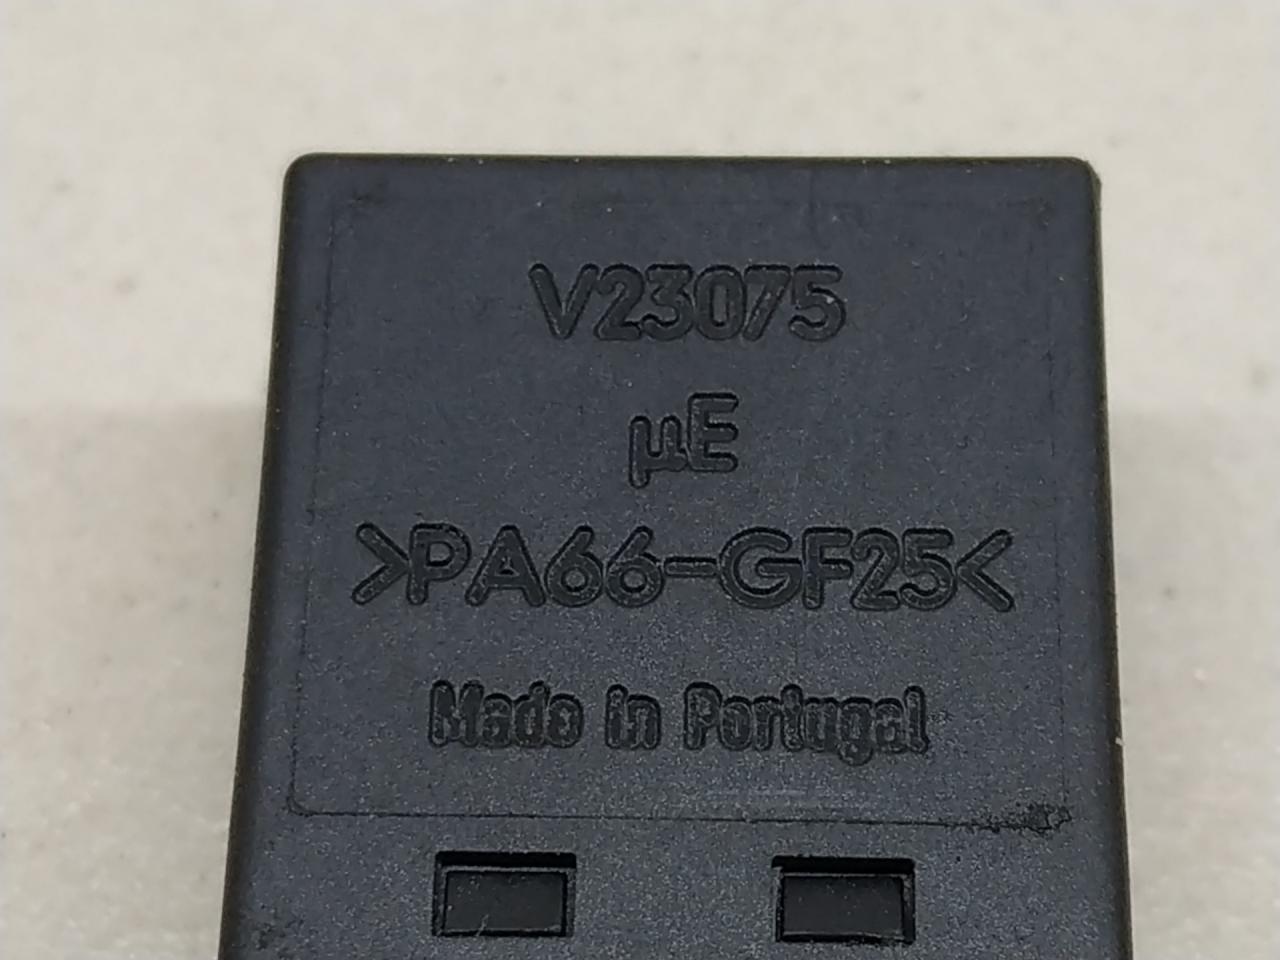 V23075
µE
>PA66-GF25<
Made in Portugal